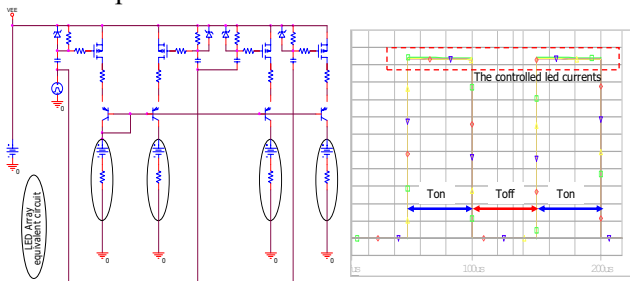 VEE
0
0
0
0
0
0
LED Array
equivalent circuit
The controlled led currents
Ton
Toff
Ton
us
100us
200us